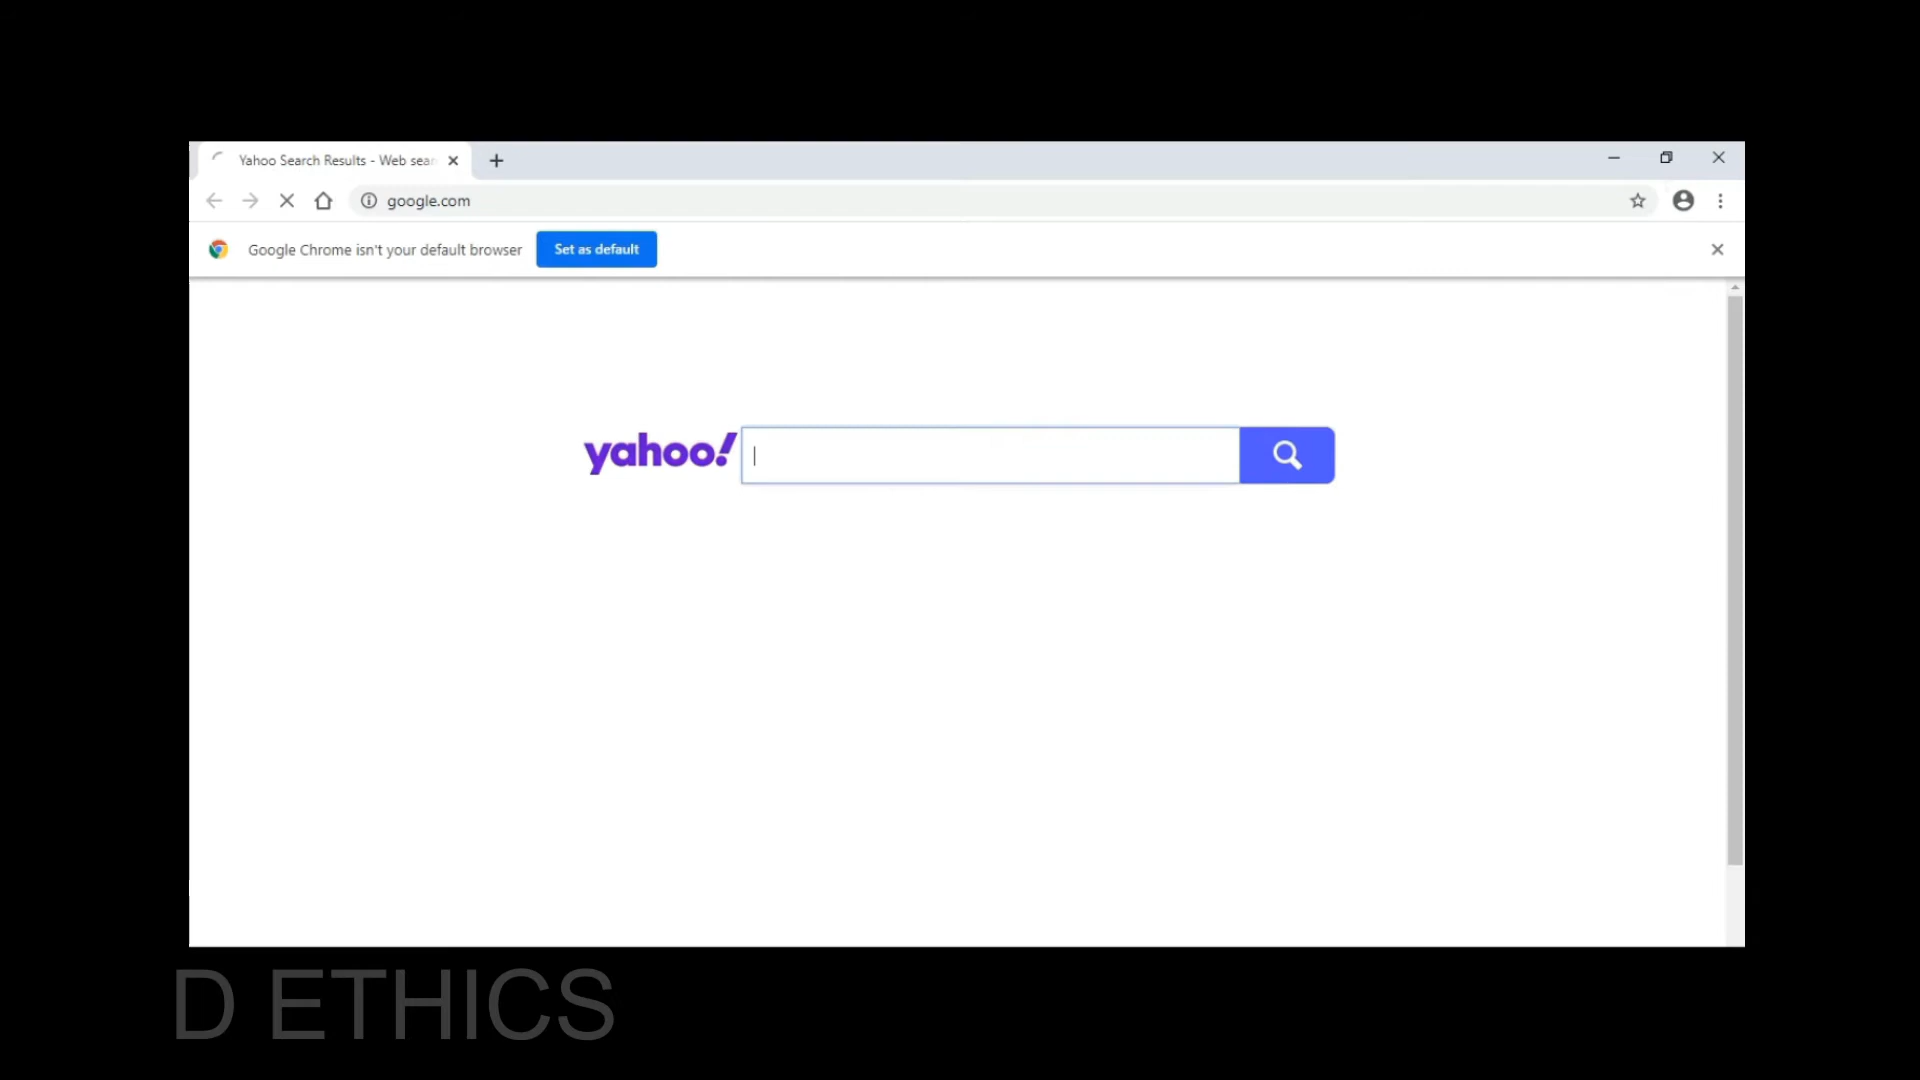 Yahoo Search Results - Web sear
google.com
Google Chrome isn't your default browser
Set as default
yahoo!
D ETHICS